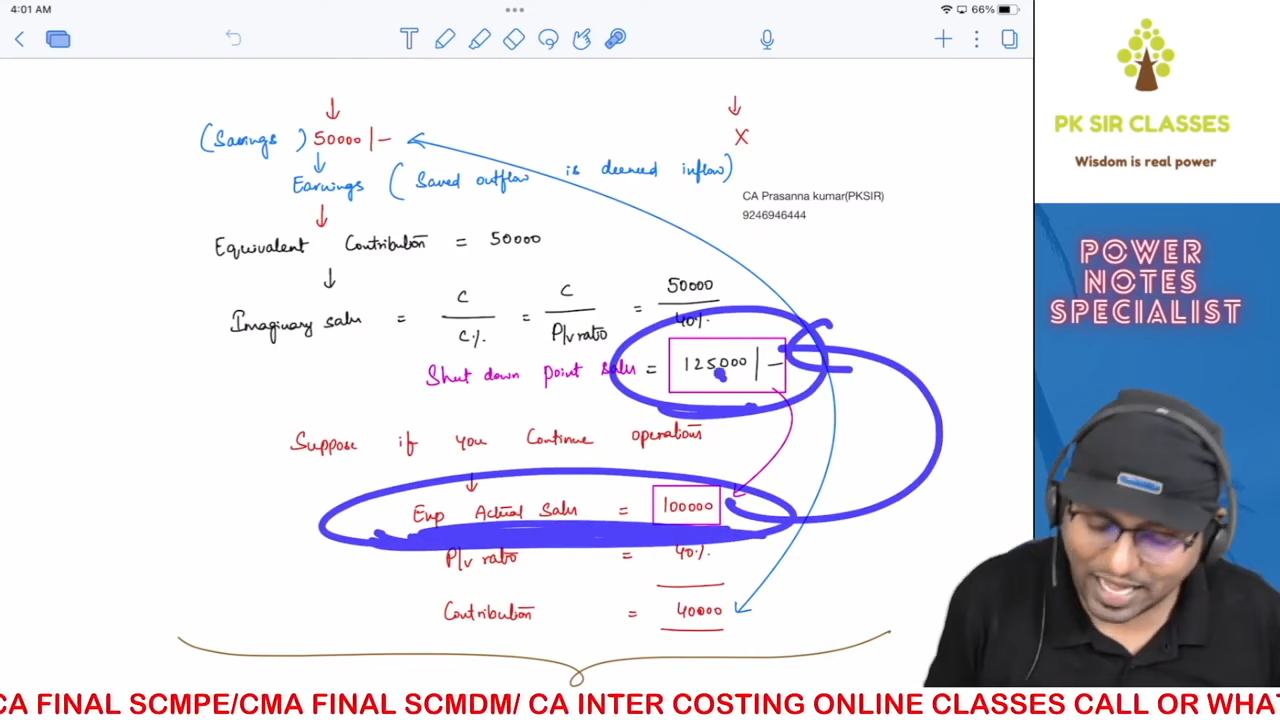 4:01 AM
66%
PK SIR CLASSES
Wisdom is real power
(Savings) 50000/-
X
Earnings (Saved outflow is deemed inflow)
CA Prasanna kumar(PKSIR)
9246946444
Equivalent Contribution = 50000
Imaginary sales = C/C% = C/P/v ratio = 50000/40%
Shut down point sales = 125000/-
Suppose if you Continue operations
Exp Actual Sales = 100000
P/v ratio = 40%
Contribution = 40000
POWER
NOTES
SPECIALIST
CA FINAL SCMPE/CMA FINAL SCMDM/ CA INTER COSTING ONLINE CLASSES CALL OR WHA